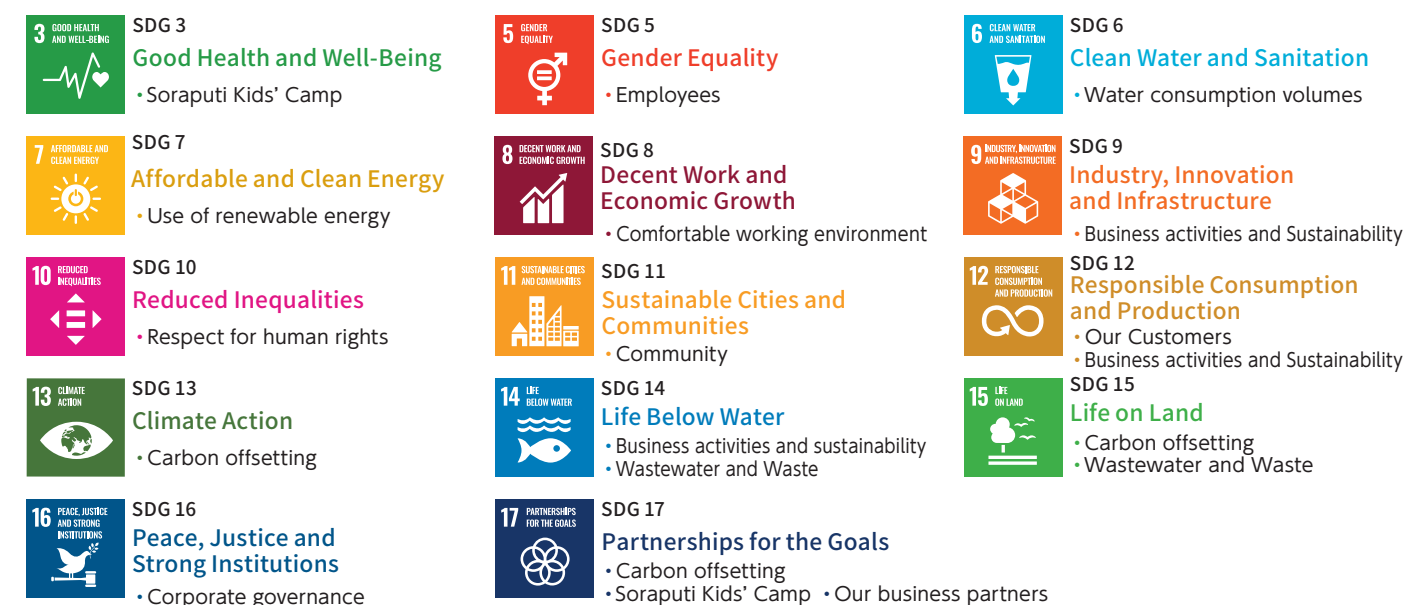 3 GOOD HEALTH
AND WELL-BEING
SDG 3
Good Health and Well-Being
・Soraputi Kids' Camp
5 GENDER
EQUALITY
SDG 5
Gender Equality
・Employees
6 CLEAN WATER
AND SANITATION
SDG 6
Clean Water and Sanitation
・Water consumption volumes
7 AFFORDABLE AND
CLEAN ENERGY
SDG 7
Affordable and Clean Energy
・Use of renewable energy
8 DECENT WORK AND
ECONOMIC GROWTH
SDG 8
Decent Work and
Economic Growth
・Comfortable working environment
9 INDUSTRY, INNOVATION
AND INFRASTRUCTURE
SDG 9
Industry, Innovation
and Infrastructure
・Business activities and Sustainability
10 REDUCED
INEQUALITIES
SDG 10
Reduced Inequalities
・Respect for human rights
11 SUSTAINABLE CITIES
AND COMMUNITIES
SDG 11
Sustainable Cities and
Communities
・Community
12 RESPONSIBLE
CONSUMPTION
AND PRODUCTION
SDG 12
Responsible Consumption
and Production
・Our Customers
・Business activities and Sustainability
13 CLIMATE
ACTION
SDG 13
Climate Action
・Carbon offsetting
14 LIFE
BELOW WATER
SDG 14
Life Below Water
・Business activities and sustainability
・Wastewater and Waste
15 LIFE
ON LAND
SDG 15
Life on Land
・Carbon offsetting
・Wastewater and Waste
16 PEACE, JUSTICE
AND STRONG
INSTITUTIONS
SDG 16
Peace, Justice and
Strong Institutions
・Corporate governance
17 PARTNERSHIPS
FOR THE GOALS
SDG 17
Partnerships for the Goals
・Carbon offsetting
・Soraputi Kids' Camp ・Our business partners